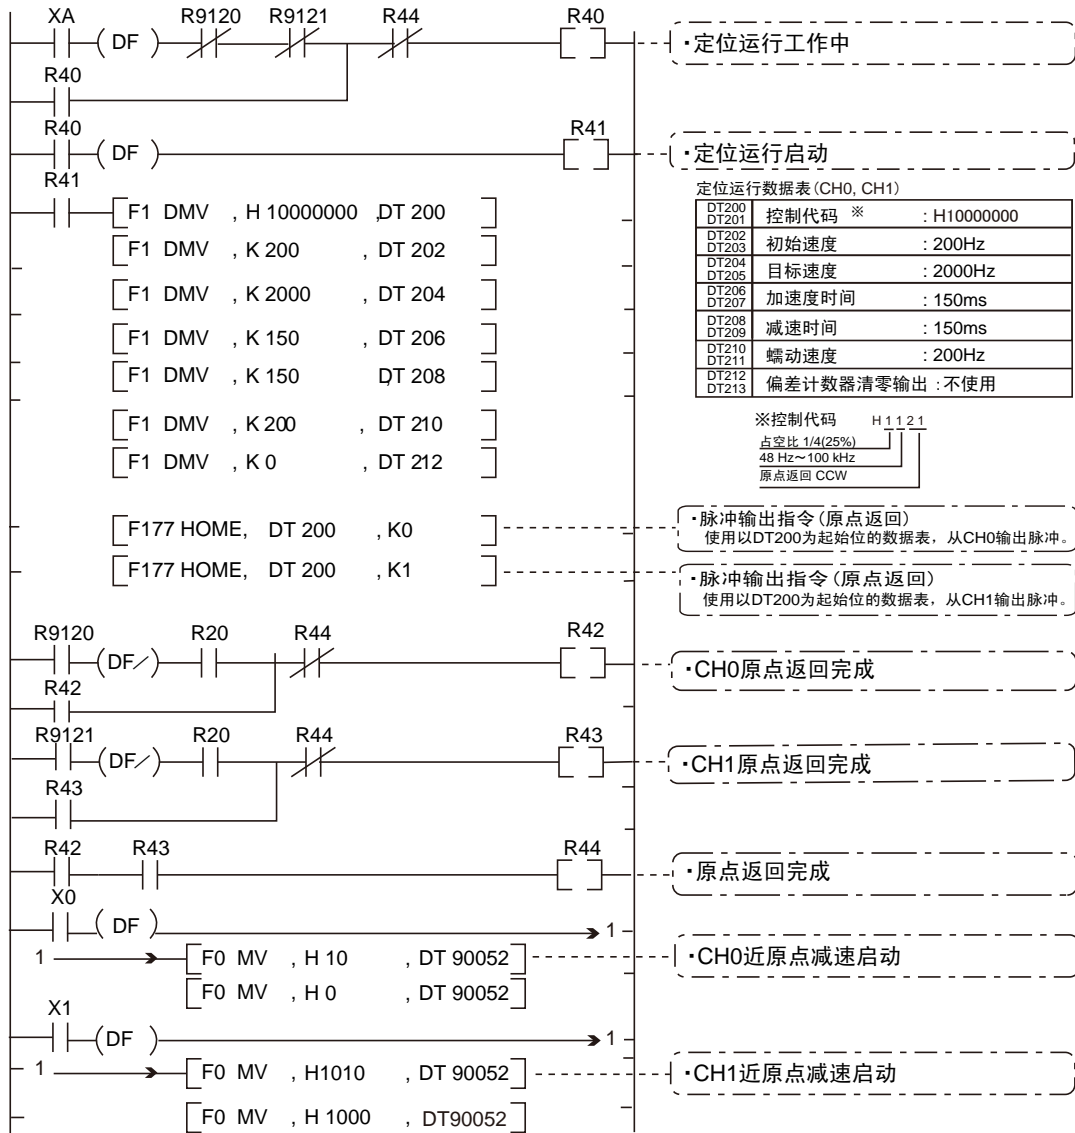 XA R9120 R9121 R44 R40
( DF ) ·定位运行工作中
R40
R40 R41
( DF ) ·定位运行启动
R41
定位运行数据表(CH0, CH1)
F1 DMV , H 10000000 ,DT 200
DT200
DT201 控制代码 ※ : H10000000
F1 DMV , K 200 , DT 202
DT202
DT203 初始速度 : 200Hz
F1 DMV , K 2000 , DT 204
DT204
DT205 目标速度 : 2000Hz
F1 DMV , K 150 , DT 206
DT206
DT207 加速度时间 : 150ms
F1 DMV , K 150 , DT 208
DT208
DT209 减速时间 : 150ms
DT210
DT211 蠕动速度 : 200Hz
DT212
DT213 偏差计数器清零输出 : 不使用
F1 DMV , K 200 , DT 210
F1 DMV , K 0 , DT 212
※控制代码 H 1 1 2 1
占空比 1/4(25%)
48 Hz~100 kHz
原点返回 CCW
F177 HOME, DT 200 , K0
·脉冲输出指令(原点返回)
使用以DT200为起始位的数据表，从CH0输出脉冲。
F177 HOME, DT 200 , K1
·脉冲输出指令(原点返回)
使用以DT200为起始位的数据表，从CH1输出脉冲。
R9120 R20 R44 R42
(DF/) ·CH0原点返回完成
R42
R9121 R20 R44 R43
(DF/) ·CH1原点返回完成
R43
R42 R43 R44
·原点返回完成
X0
( DF ) 1
1 F0 MV , H 10 , DT 90052 ·CH0近原点减速启动
F0 MV , H 0 , DT 90052
X1
(DF ) 1
1 F0 MV , H1010 , DT 90052 ·CH1近原点减速启动
F0 MV , H 1000 , DT90052